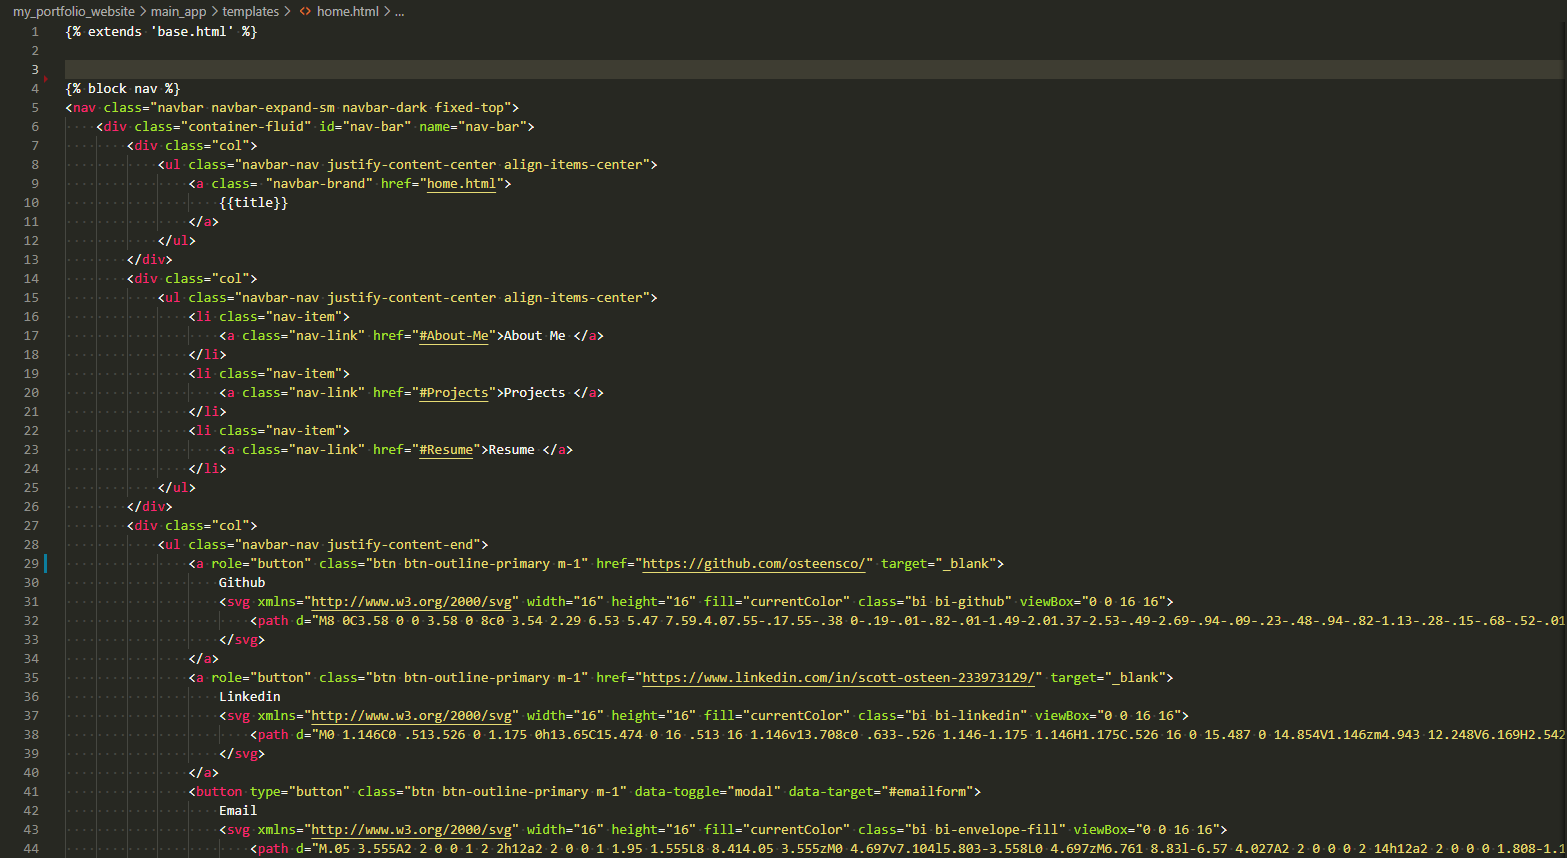 my_portfolio_website > main_app > templates > <> home.html > ...
1 {% extends 'base.html' %}
2
3
4 {% block nav %}
5 <nav class="navbar navbar-expand-sm navbar-dark fixed-top">
6 <div class="container-fluid" id="nav-bar" name="nav-bar">
7 <div class="col">
8 <ul class="navbar-nav justify-content-center align-items-center">
9 <a class= "navbar-brand" href="home.html">
10 {{title}}
11 </a>
12 </ul>
13 </div>
14 <div class="col">
15 <ul class="navbar-nav justify-content-center align-items-center">
16 <li class="nav-item">
17 <a class="nav-link" href="#About-Me">About Me </a>
18 </li>
19 <li class="nav-item">
20 <a class="nav-link" href="#Projects">Projects </a>
21 </li>
22 <li class="nav-item">
23 <a class="nav-link" href="#Resume">Resume </a>
24 </li>
25 </ul>
26 </div>
27 <div class="col">
28 <ul class="navbar-nav justify-content-end">
29 <a role="button" class="btn btn-outline-primary m-1" href="https://github.com/osteensco/" target="_blank">
30 Github
31 <svg xmlns="http://www.w3.org/2000/svg" width="16" height="16" fill="currentColor" class="bi bi-github" viewBox="0 0 16 16">
32 <path d="M8 0C3.58 0 0 3.58 0 8c0 3.54 2.29 6.53 5.47 7.59.4.07.55-.17.55-.38 0-.19-.01-.82-.01-1.49-2.01.37-2.53-.49-2.69-.94-.09-.23-.48-.94-.82-1.13-.28-.15-.68-.52-.01
33 </svg>
34 </a>
35 <a role="button" class="btn btn-outline-primary m-1" href="https://www.linkedin.com/in/scott-osteen-233973129/" target="_blank">
36 Linkedin
37 <svg xmlns="http://www.w3.org/2000/svg" width="16" height="16" fill="currentColor" class="bi bi-linkedin" viewBox="0 0 16 16">
38 <path d="M0 1.146C0 .513.526 0 1.175 0h13.65C15.474 0 16 .513 16 1.146v13.708c0 .633-.526 1.146-1.175 1.146H1.175C.526 16 0 15.487 0 14.854V1.146zm4.943 12.248V6.169H2.542
39 </svg>
40 </a>
41 <button type="button" class="btn btn-outline-primary m-1" data-toggle="modal" data-target="#emailform">
42 Email
43 <svg xmlns="http://www.w3.org/2000/svg" width="16" height="16" fill="currentColor" class="bi bi-envelope-fill" viewBox="0 0 16 16">
44 <path d="M.05 3.555A2 2 0 0 1 2 2h12a2 2 0 0 1 1.95 1.555L8 8.414.05 3.555zM0 4.697v7.104l5.803-3.558L0 4.697zM6.761 8.83l-6.57 4.027A2 2 0 0 0 2 14h12a2 2 0 0 0 1.808-1.1